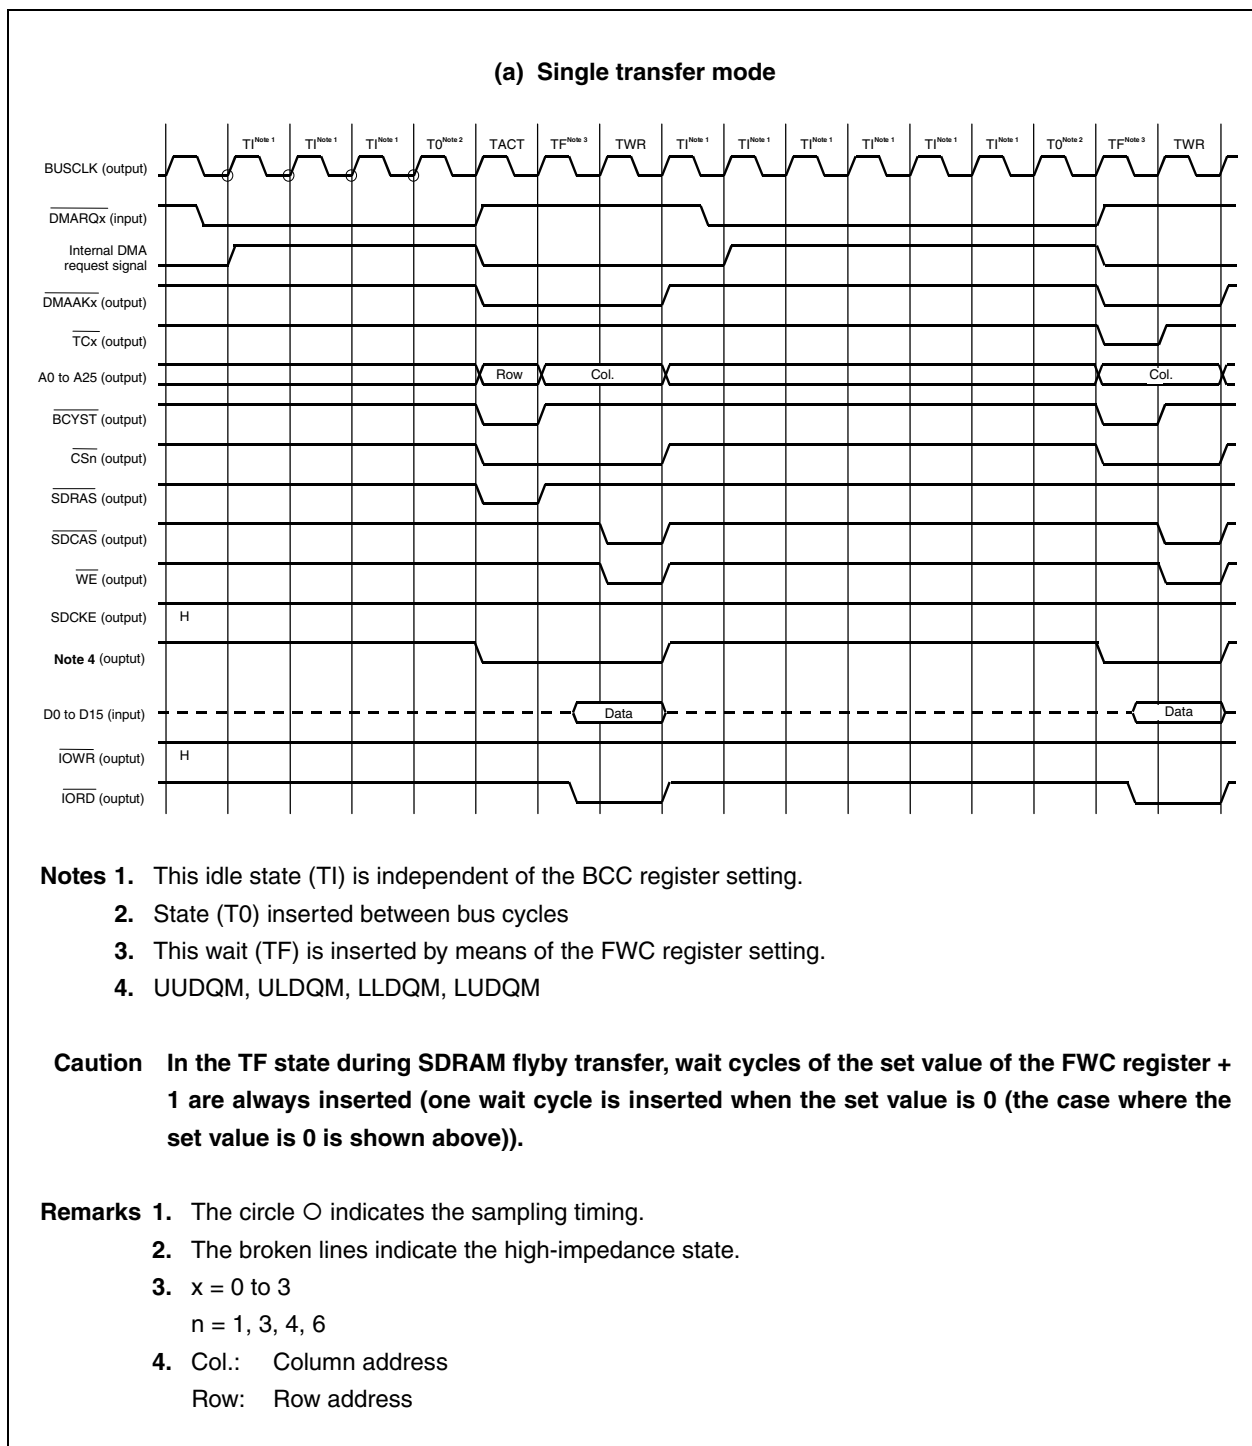 (a) Single transfer mode
TI Note 1 TI Note 1 TI Note 1 T0 Note 2 TACT TF Note 3 TWR TI Note 1 TI Note 1 TI Note 1 TI Note 1 TI Note 1 TI Note 1 T0 Note 2 TF Note 3 TWR
BUSCLK (output)
DMARQx (input)
Internal DMA
request signal
DMAAKx (output)
TCx (output)
A0 to A25 (output) Row Col. Col.
BCYST (output)
CSn (output)
SDRAS (output)
SDCAS (output)
WE (output)
SDCKE (output) H
Note 4 (ouptut)
D0 to D15 (input) Data Data
IOWR (ouptut) H
IORD (ouptut)
Notes 1. This idle state (TI) is independent of the BCC register setting.
2. State (T0) inserted between bus cycles
3. This wait (TF) is inserted by means of the FWC register setting.
4. UUDQM, ULDQM, LLDQM, LUDQM
Caution In the TF state during SDRAM flyby transfer, wait cycles of the set value of the FWC register +
1 are always inserted (one wait cycle is inserted when the set value is 0 (the case where the
set value is 0 is shown above)).
Remarks 1. The circle O indicates the sampling timing.
2. The broken lines indicate the high-impedance state.
3. x = 0 to 3
n = 1, 3, 4, 6
4. Col.: Column address
Row: Row address